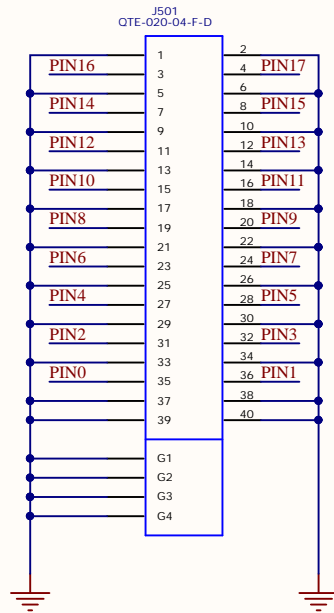 J501
QTE-020-04-F-D
1 2
PIN16 3 4 PIN17
5 6
PIN14 7 8 PIN15
9 10
PIN12 11 12 PIN13
13 14
PIN10 15 16 PIN11
17 18
PIN8 19 20 PIN9
21 22
PIN6 23 24 PIN7
25 26
PIN4 27 28 PIN5
29 30
PIN2 31 32 PIN3
33 34
PIN0 35 36 PIN1
37 38
39 40
G1
G2
G3
G4